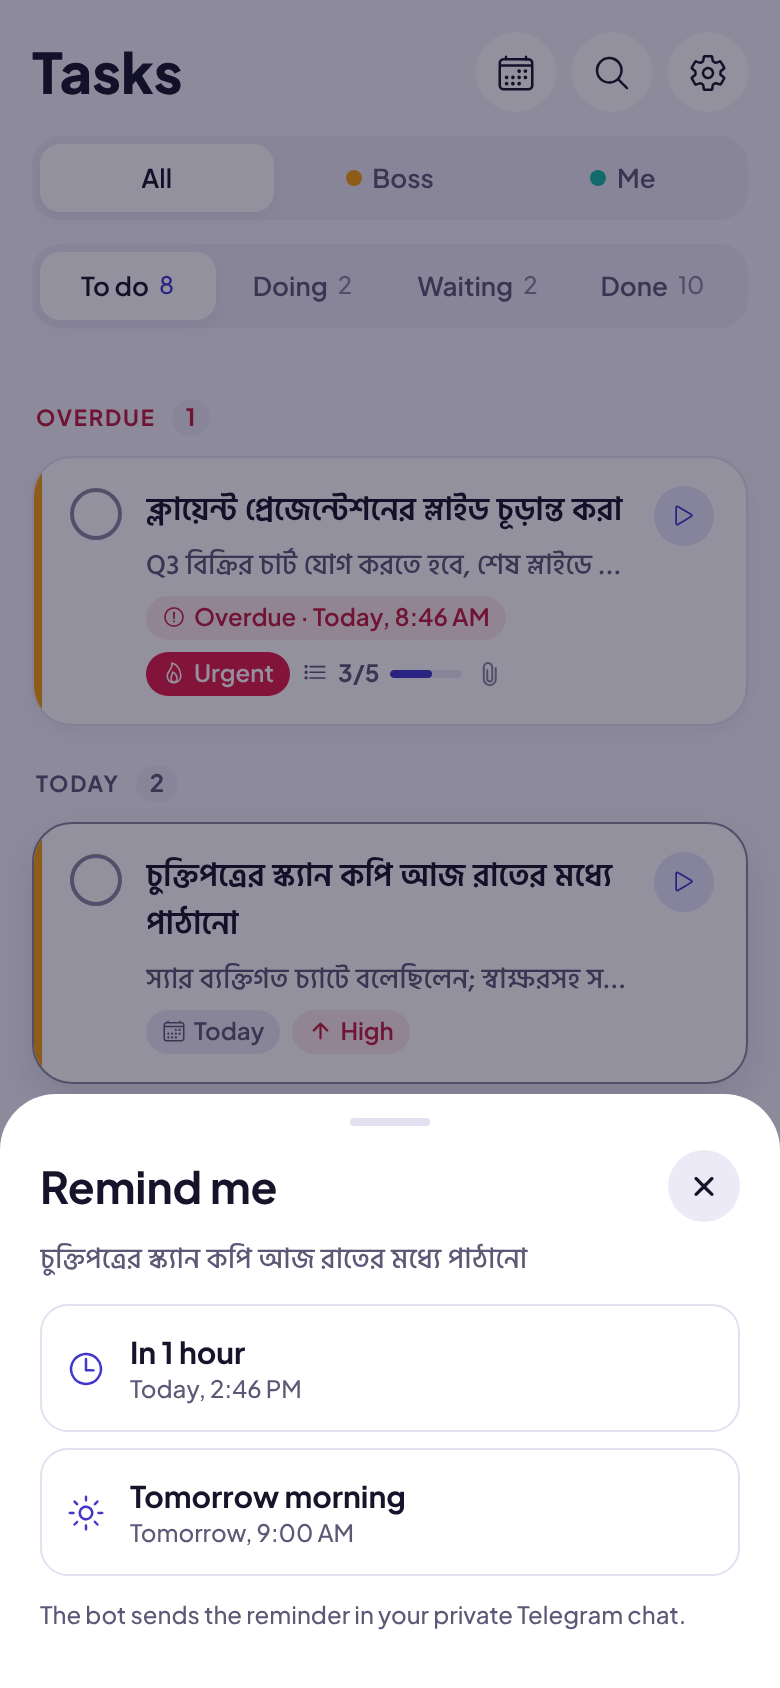 Tasks
All
Boss
Me
To do 8
Doing 2
Waiting 2
Done 10
OVERDUE 1
ক্লায়েন্ট প্রেজেন্টেশনের স্লাইড চূড়ান্ত করা
Q3 বিক্রির চার্ট যোগ করতে হবে, শেষ স্লাইডে ...
Overdue · Today, 8:46 AM
Urgent 3/5
TODAY 2
চুক্তিপত্রের স্ক্যান কপি আজ রাতের মধ্যে
পাঠানো
স্যার ব্যক্তিগত চ্যাটে বলেছিলেন; স্বাক্ষরসহ স...
Today
High
Remind me
চুক্তিপত্রের স্ক্যান কপি আজ রাতের মধ্যে পাঠানো
In 1 hour
Today, 2:46 PM
Tomorrow morning
Tomorrow, 9:00 AM
The bot sends the reminder in your private Telegram chat.